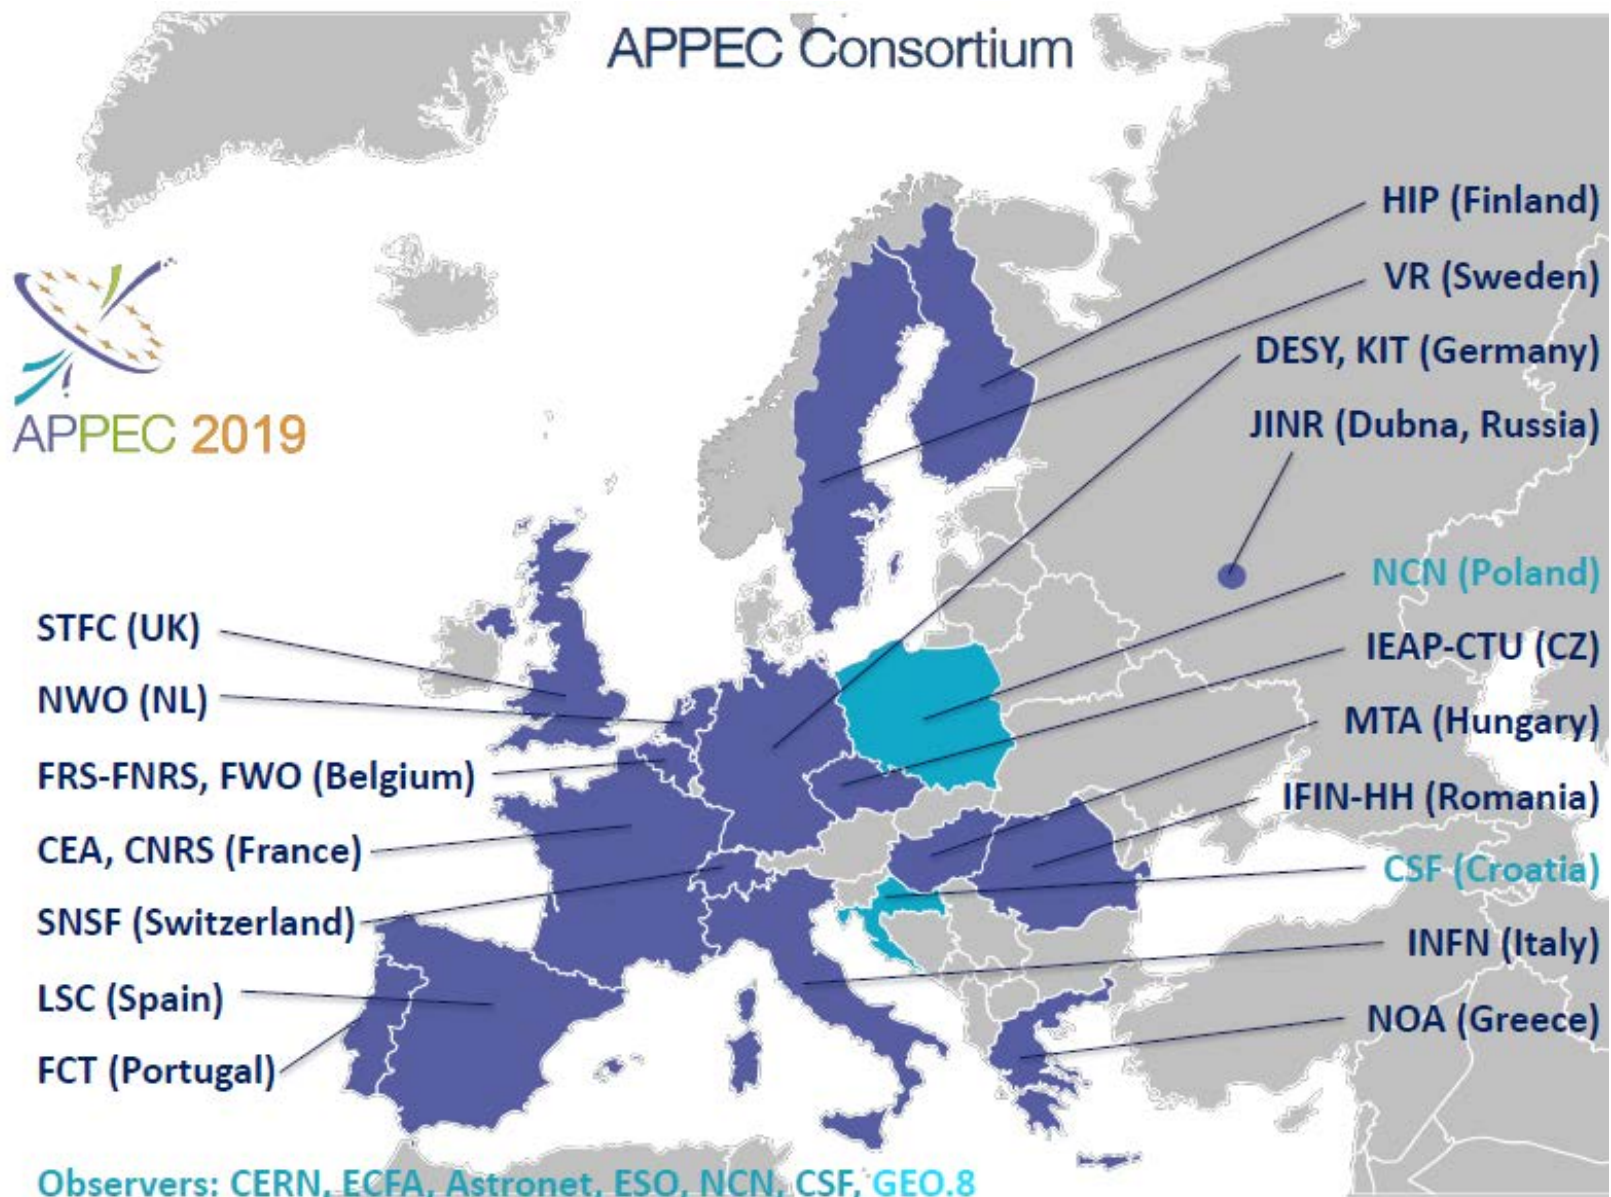 APPEC Consortium
APPEC 2019
HIP (Finland)
VR (Sweden)
DESY, KIT (Germany)
JINR (Dubna, Russia)
NCN (Poland)
IEAP-CTU (CZ)
MTA (Hungary)
IFIN-HH (Romania)
CSF (Croatia)
INFN (Italy)
NOA (Greece)
STFC (UK)
NWO (NL)
FRS-FNRS, FWO (Belgium)
CEA, CNRS (France)
SNSF (Switzerland)
LSC (Spain)
FCT (Portugal)
Observers: CERN, ECFA, Astronet, ESO, NCN, CSF, GEO.8